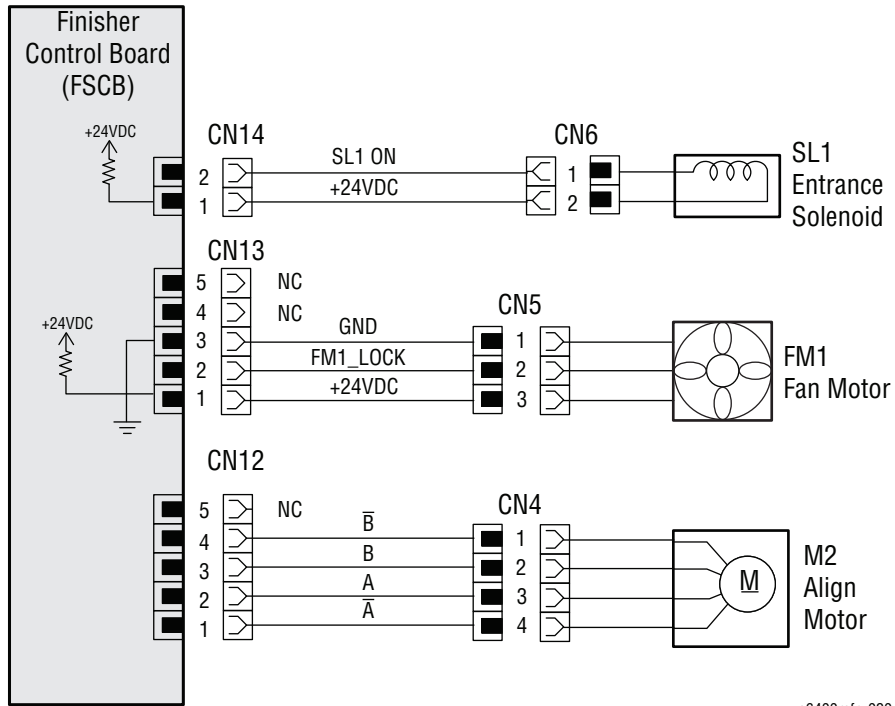 Finisher
Control Board
(FSCB)
+24VDC
CN14
2
1
SL1 ON
+24VDC
CN6
1
2
SL1
Entrance
Solenoid
CN13
5
4
3
2
1
NC
NC
GND
FM1_LOCK
+24VDC
+24VDC
CN5
1
2
3
FM1
Fan Motor
CN12
5
4
3
2
1
NC
B̅
B
A
A̅
CN4
1
2
3
4
M
M2
Align
Motor